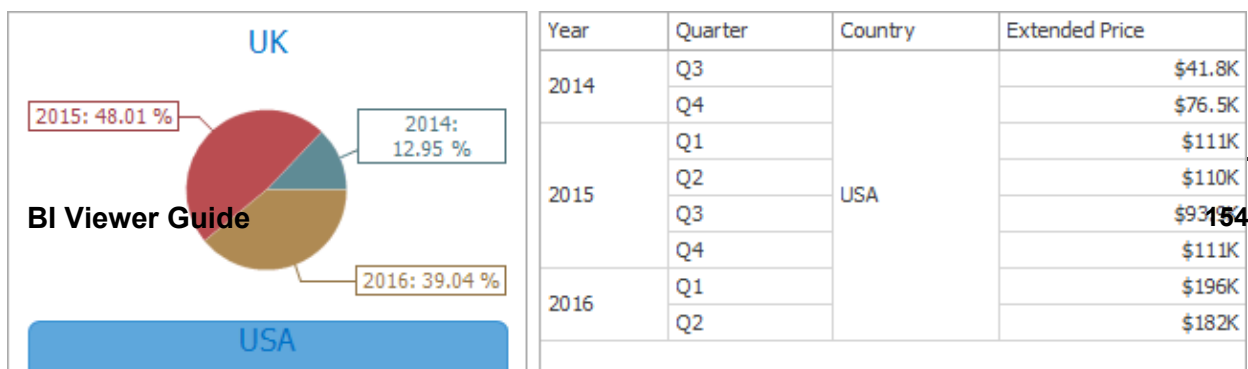 UK
2015: 48.01 %
2014:
12.95 %
2016: 39.04 %
USA
Year Quarter Country Extended Price
2014 Q3 $41.8K
Q4 $76.5K
2015 Q1 $111K
Q2 $110K
USA
Q3
Q4 $111K
2016 Q1 $196K
Q2 $182K
BI Viewer Guide 154